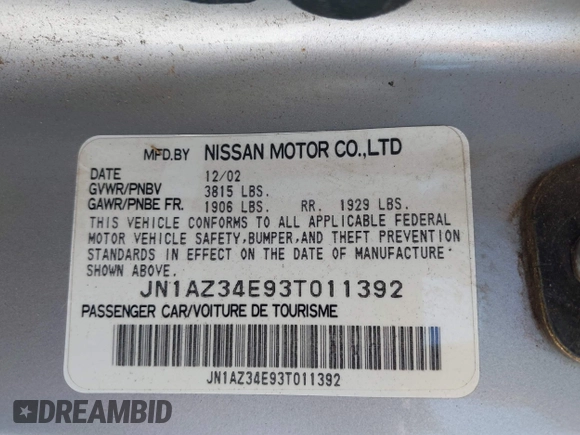 MFD.BY NISSAN MOTOR CO.,LTD
DATE 12/02
GVWR/PNBV 3815 LBS.
GAWR/PNBE FR. 1906 LBS. RR. 1929 LBS.
THIS VEHICLE CONFORMS TO ALL APPLICABLE FEDERAL
MOTOR VEHICLE SAFETY,BUMPER,AND THEFT PREVENTION
STANDARDS IN EFFECT ON THE DATE OF MANUFACTURE
SHOWN ABOVE.
JN1AZ34E93T011392
PASSENGER CAR/VOITURE DE TOURISME
JN1AZ34E93T011392
DREAMBID